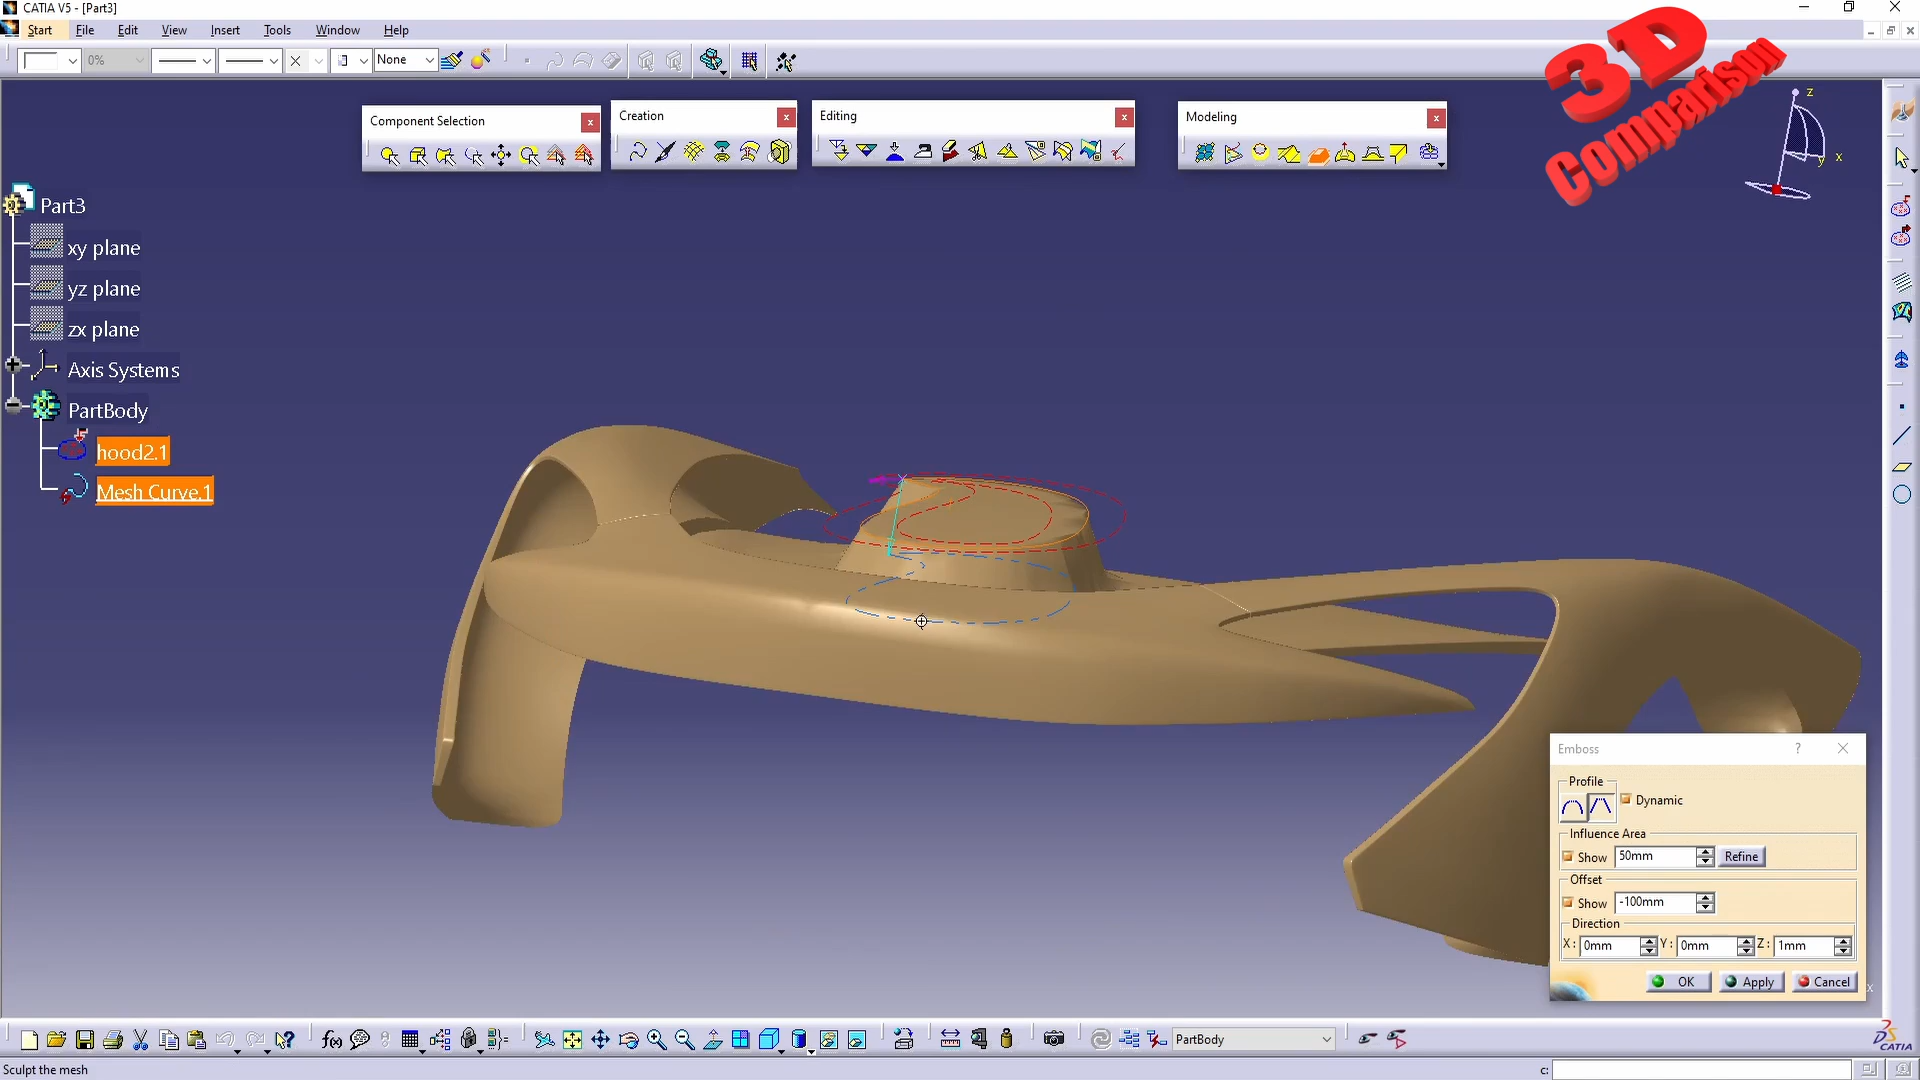 CATIA V5 - [Part3]
Start File Edit View Insert Tools Window Help
0% None
3D
Comparison
Component Selection
Creation
Editing
Modeling
z
x
y
Part3
xy plane
yz plane
zx plane
Axis Systems
PartBody
hood2.1
Mesh Curve.1
Emboss
Profile
Dynamic
Influence Area
Show 50mm Refine
Offset
Show -100mm
Direction
X: 0mm Y: 0mm Z: 1mm
OK Apply Cancel
x
f(x)
PartBody
CATIA
Sculpt the mesh
c: